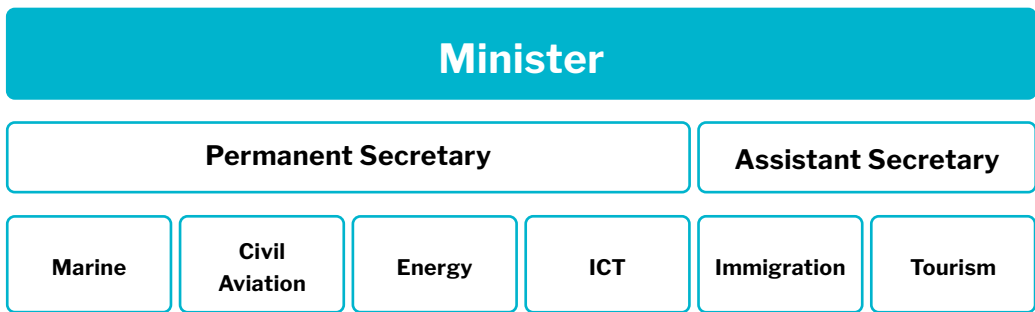 Minister
Permanent Secretary
Assistant Secretary
Marine
Civil
Aviation
Energy
ICT
Immigration
Tourism